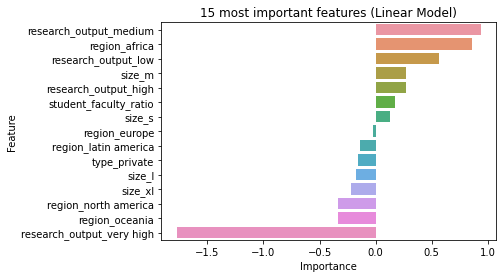 15 most important features (Linear Model)
Feature
research_output_medium
region_africa
research_output_low
size_m
research_output_high
student_faculty_ratio
size_s
region_europe
region_latin america
type_private
size_l
size_xl
region_north america
region_oceania
research_output_very high
−1.5 −1.0 −0.5 0.0 0.5 1.0
Importance